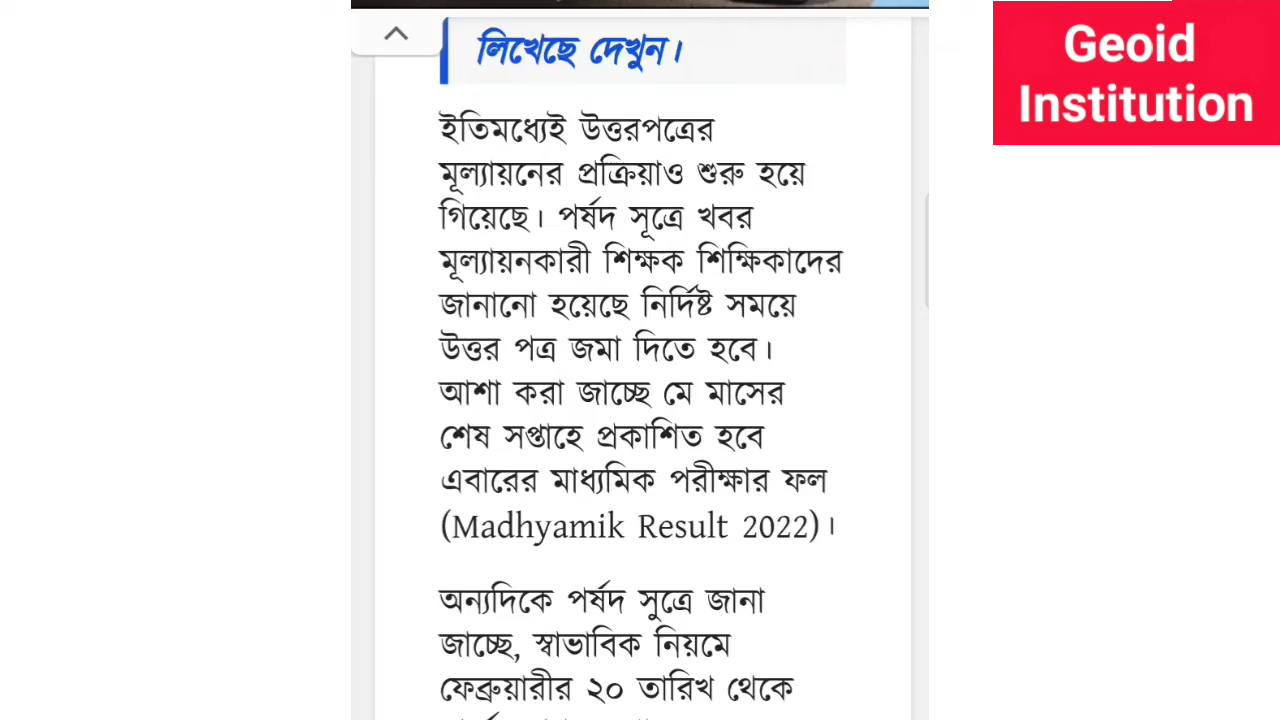 লিখেছে দেখুন।
Geoid
Institution
ইতিমধ্যেই উত্তরপত্রের
মূল্যায়নের প্রক্রিয়াও শুরু হয়ে
গিয়েছে। পর্ষদ সূত্রে খবর
মূল্যায়নকারী শিক্ষক শিক্ষিকাদের
জানানো হয়েছে নির্দিষ্ট সময়ে
উত্তর পত্র জমা দিতে হবে।
আশা করা জাচ্ছে মে মাসের
শেষ সপ্তাহে প্রকাশিত হবে
এবারের মাধ্যমিক পরীক্ষার ফল
(Madhyamik Result 2022)।
অন্যদিকে পর্ষদ সুত্রে জানা
জাচ্ছে, স্বাভাবিক নিয়মে
ফেব্রুয়ারীর ২০ তারিখ থেকে